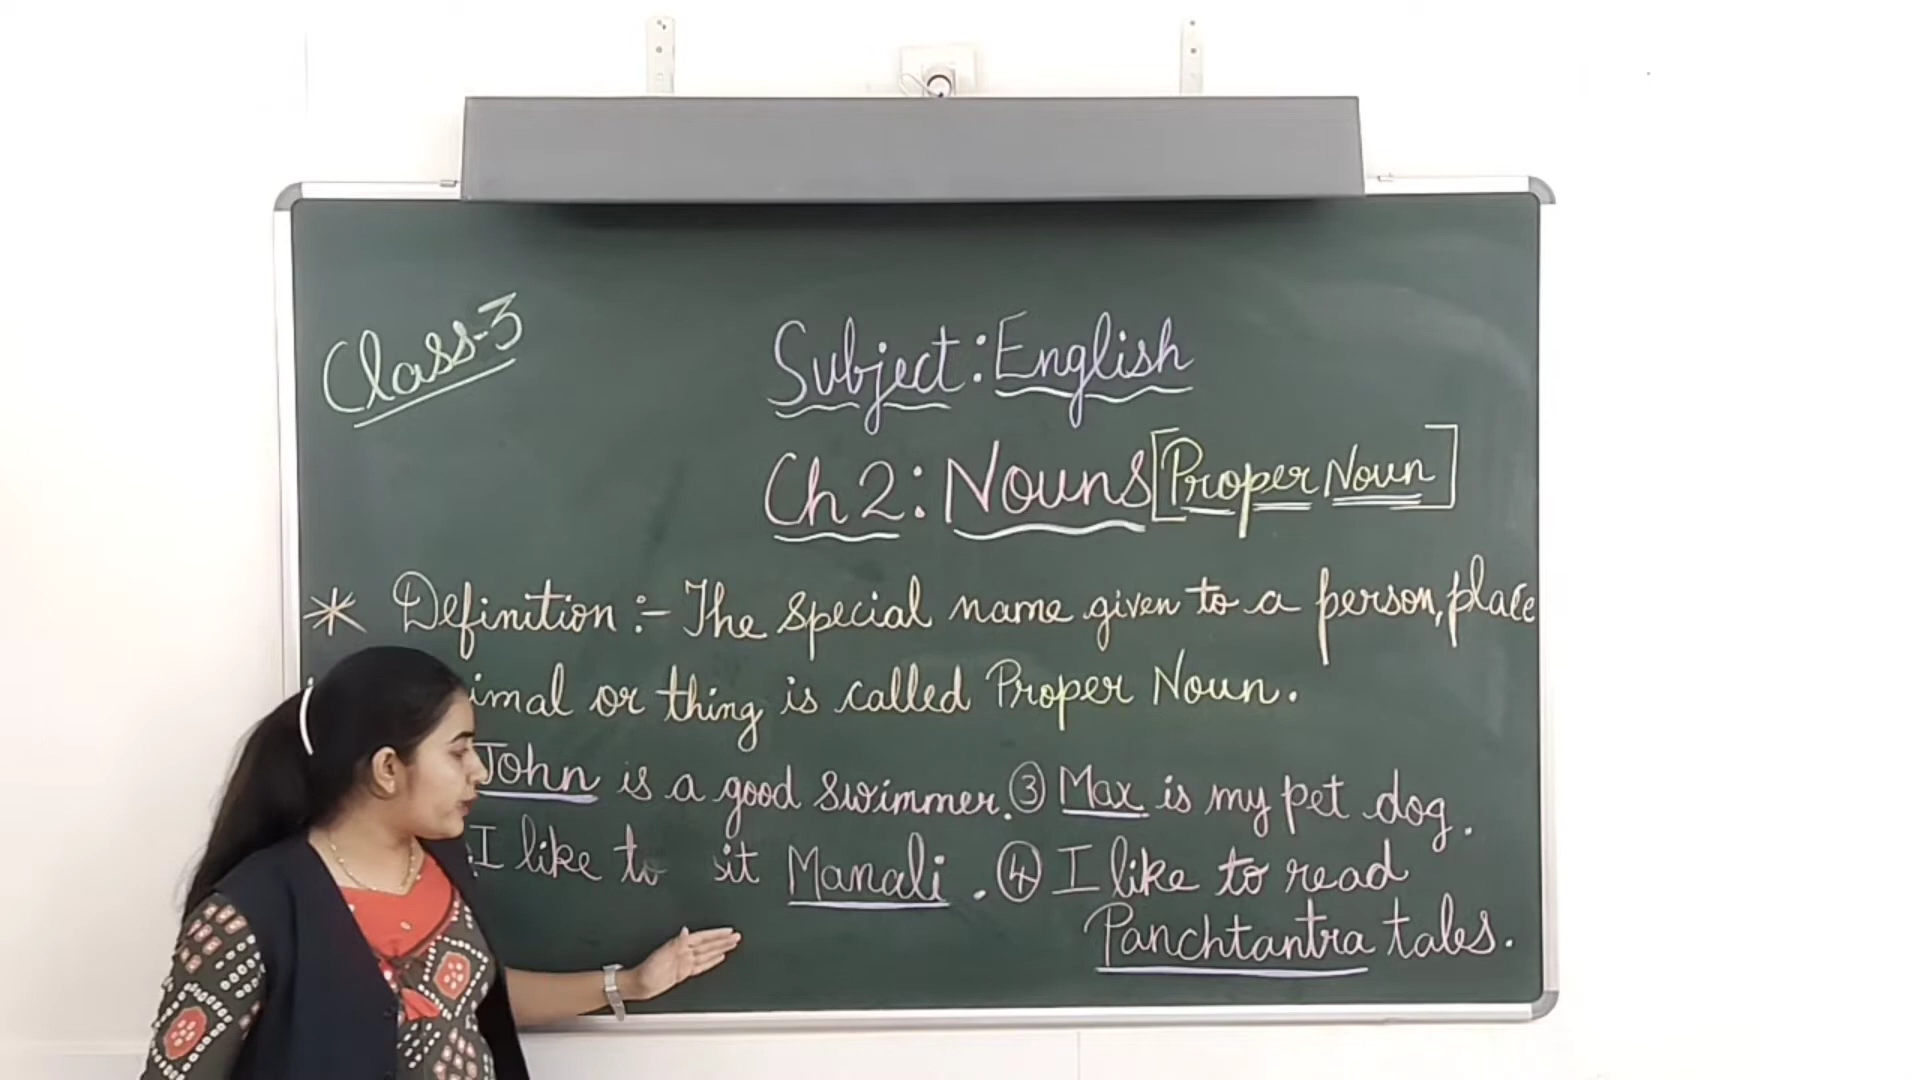 Class-3
Subject: English
Ch 2: Nouns [Proper Noun]
* Definition :- The special name given to a person, place
imal or thing is called Proper Noun.
John is a good swimmer. ③ Max is my pet dog.
I like to sit Manali. ④ I like to read
Panchtantra tales.